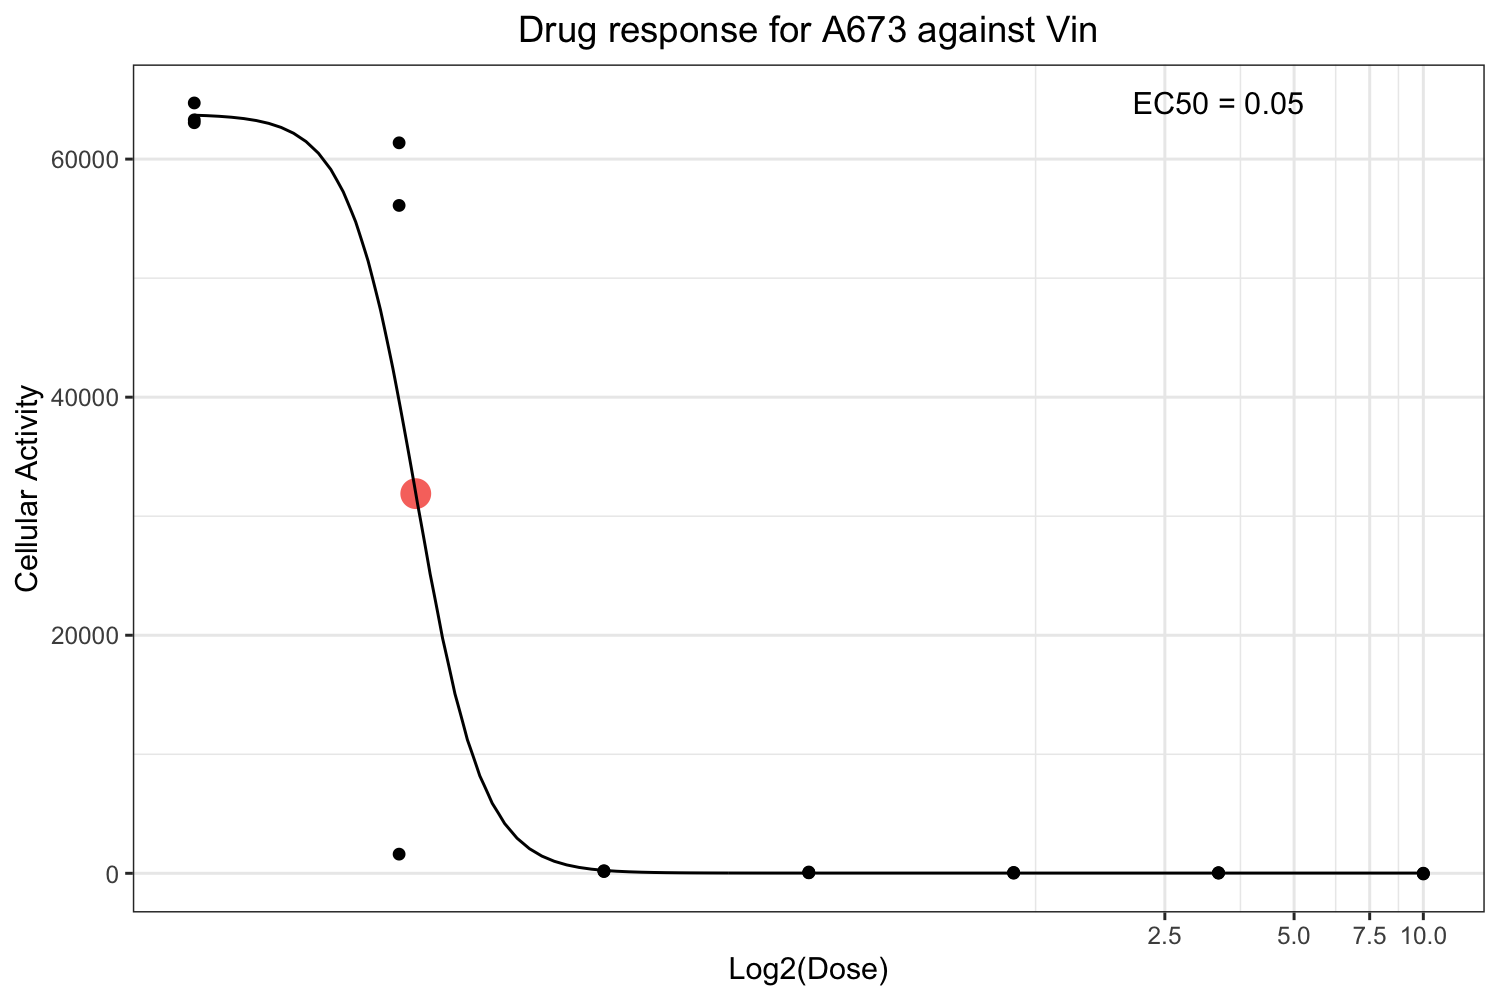 Drug response for A673 against Vin
EC50 = 0.05
60000
40000
20000
0
Cellular Activity
2.5 5.0 7.5 10.0
Log2(Dose)